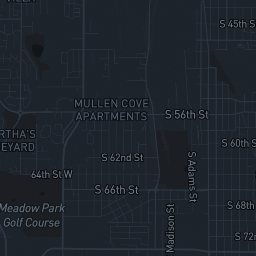 VILLA
S 45th St
MULLEN COVE
APARTMENTS
S 56th St
RTHA'S
EYARD
S 60th
S 62nd St
S Adams St
64th St W
S 66th St
Meadow Park
Golf Course
Madison St
S 68th
S 72n